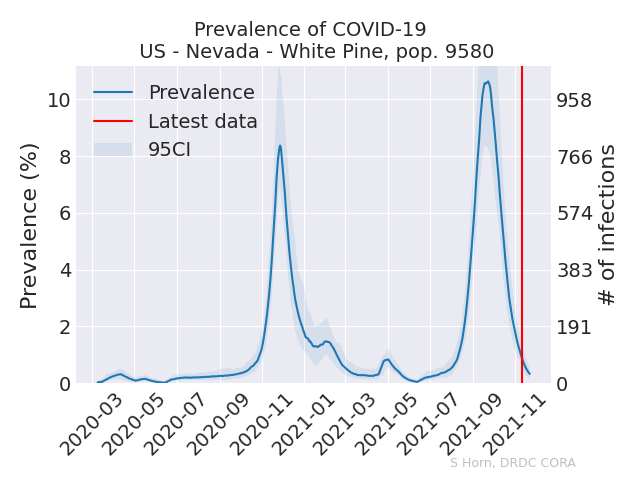 Prevalence of COVID-19
US - Nevada - White Pine, pop. 9580
Prevalence
Latest data
95CI
Prevalence (%)
10
8
6
4
2
0
958
766
574
383
191
0
# of infections
2020-03
2020-05
2020-07
2020-09
2020-11
2021-01
2021-03
2021-05
2021-07
2021-09
2021-11
S Horn, DRDC CORA